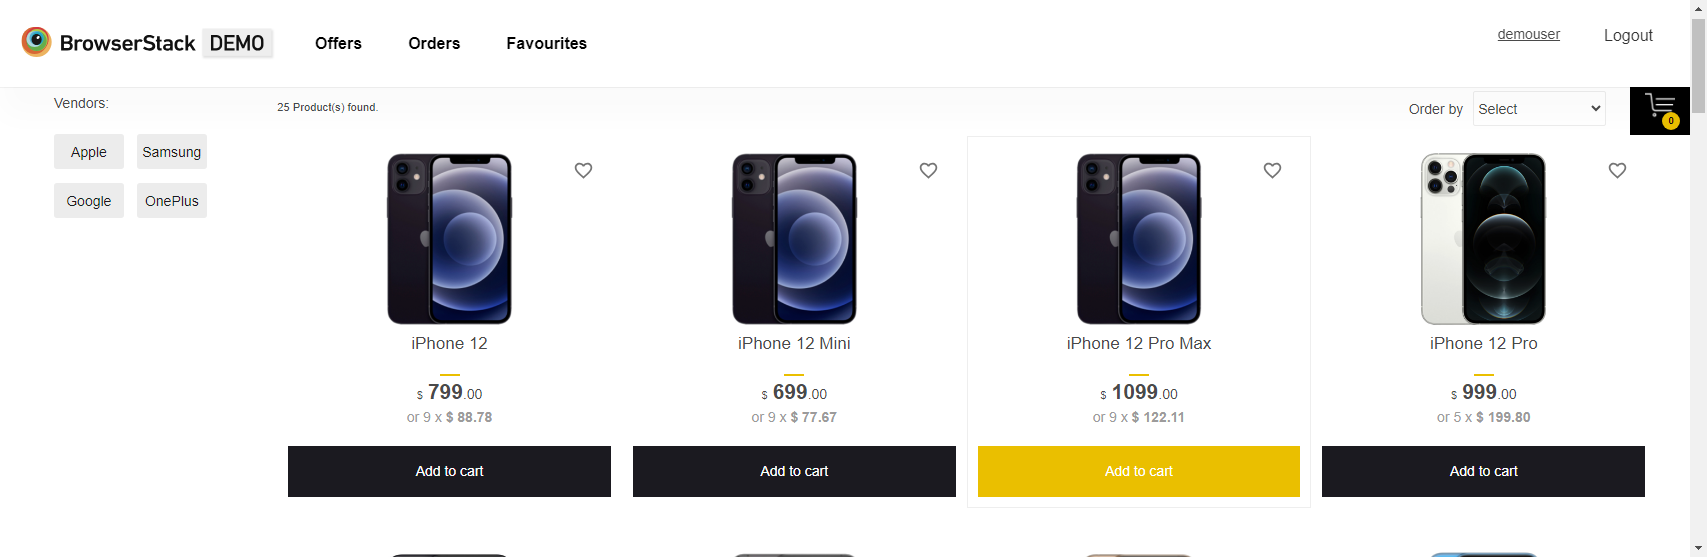 BrowserStack DEMO Offers Orders Favourites demouser Logout
Vendors:
25 Product(s) found.
Order by Select
0
Apple Samsung
Google OnePlus
iPhone 12
$ 799.00
or 9 x $ 88.78
Add to cart
iPhone 12 Mini
$ 699.00
or 9 x $ 77.67
Add to cart
iPhone 12 Pro Max
$ 1099.00
or 9 x $ 122.11
Add to cart
iPhone 12 Pro
$ 999.00
or 5 x $ 199.80
Add to cart